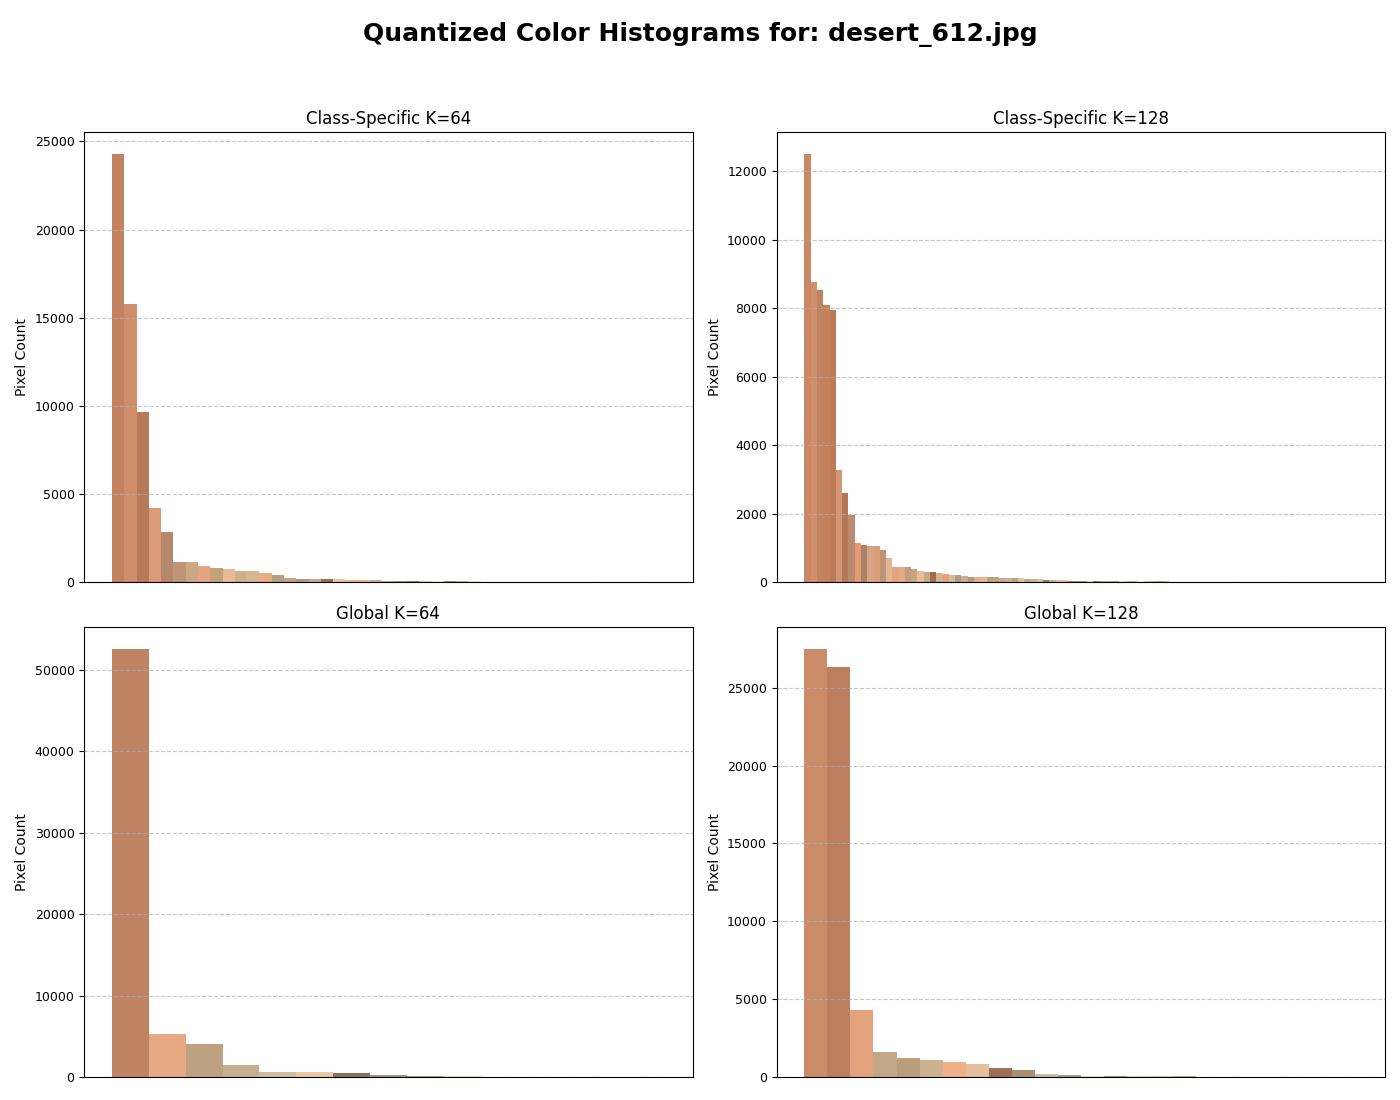 Quantized Color Histograms for: desert_612.jpg
Class-Specific K=64
Pixel Count
25000
20000
15000
10000
5000
0
Class-Specific K=128
Pixel Count
12000
10000
8000
6000
4000
2000
0
Global K=64
Pixel Count
50000
40000
30000
20000
10000
0
Global K=128
Pixel Count
25000
20000
15000
10000
5000
0